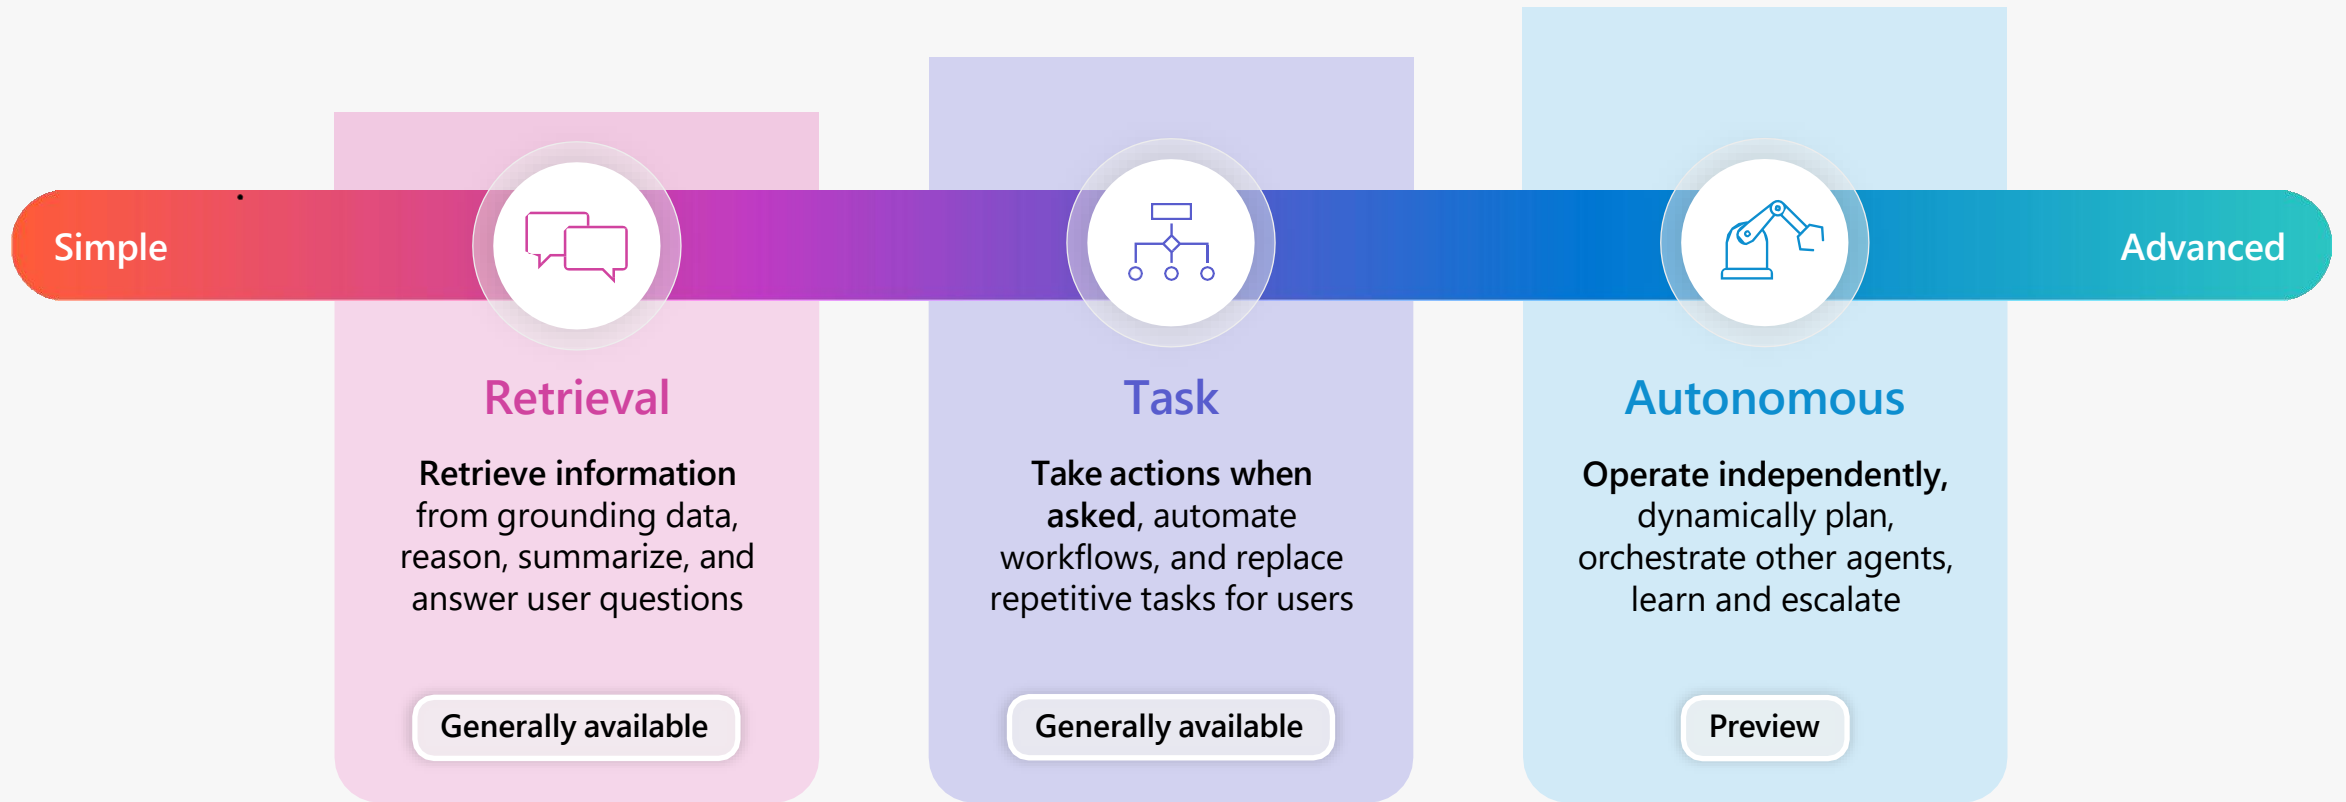 Simple
Advanced
Retrieval
Retrieve information
from grounding data,
reason, summarize, and
answer user questions
Generally available
Task
Take actions when
asked, automate
workflows, and replace
repetitive tasks for users
Generally available
Autonomous
Operate independently,
dynamically plan,
orchestrate other agents,
learn and escalate
Preview